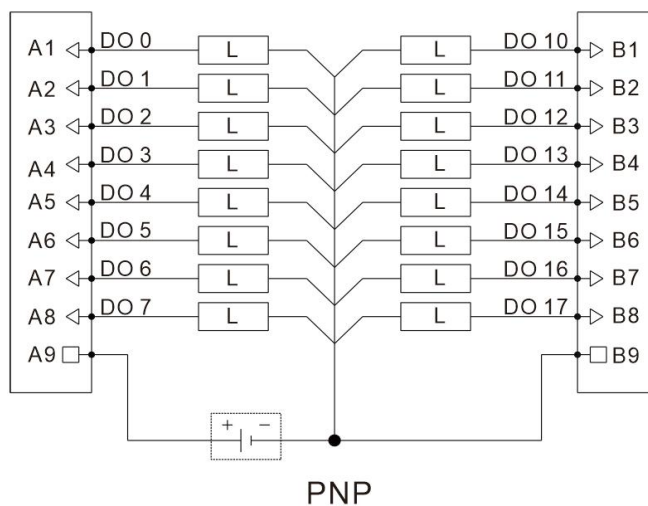 A1 DO 0 L L DO 10 B1
A2 DO 1 L L DO 11 B2
A3 DO 2 L L DO 12 B3
A4 DO 3 L L DO 13 B4
A5 DO 4 L L DO 14 B5
A6 DO 5 L L DO 15 B6
A7 DO 6 L L DO 16 B7
A8 DO 7 L L DO 17 B8
A9 B9
+ −
PNP